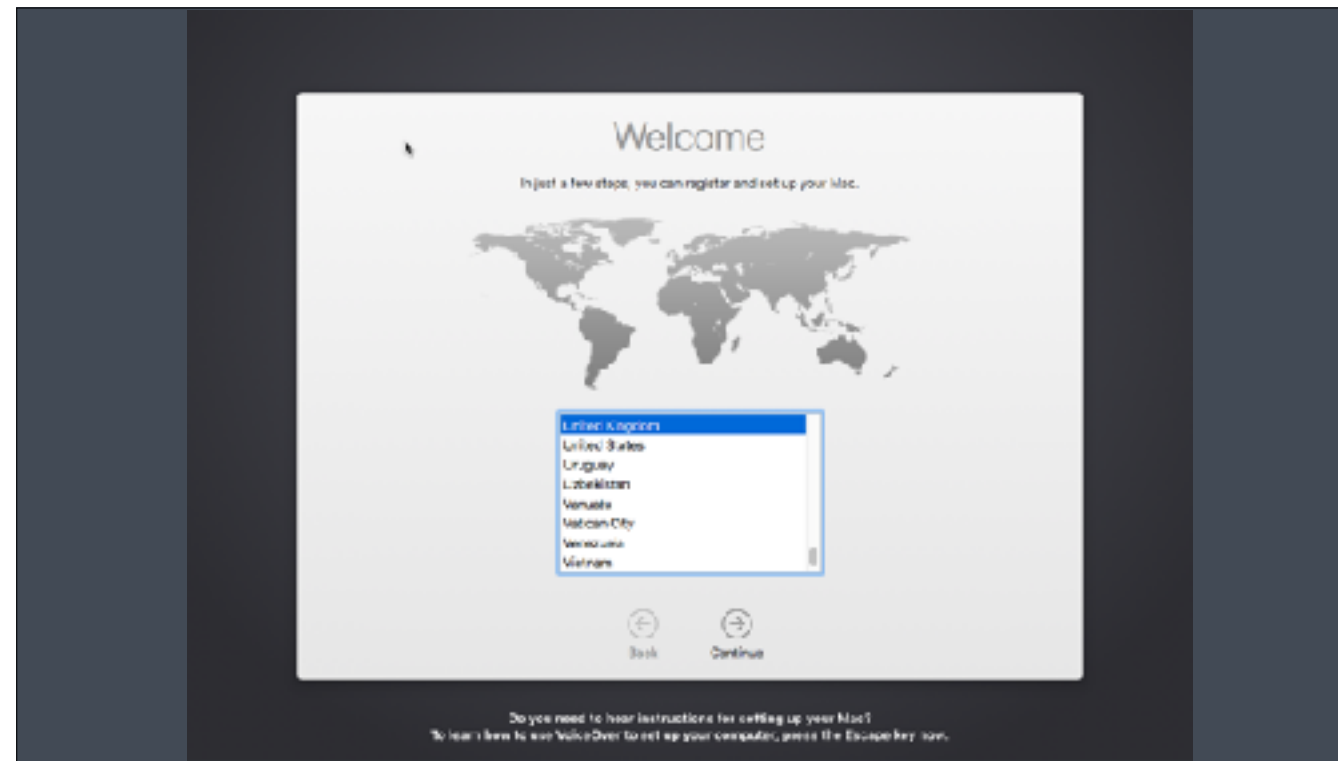 Welcome
In just a few steps, you can register and set up your Mac.
United Kingdom
United States
Uruguay
Uzbekistan
Vanuatu
Vatican City
Venezuela
Vietnam
Back
Continue
Do you need to hear instructions for setting up your Mac?
To learn how to use VoiceOver to set up your computer, press the Escape key now.